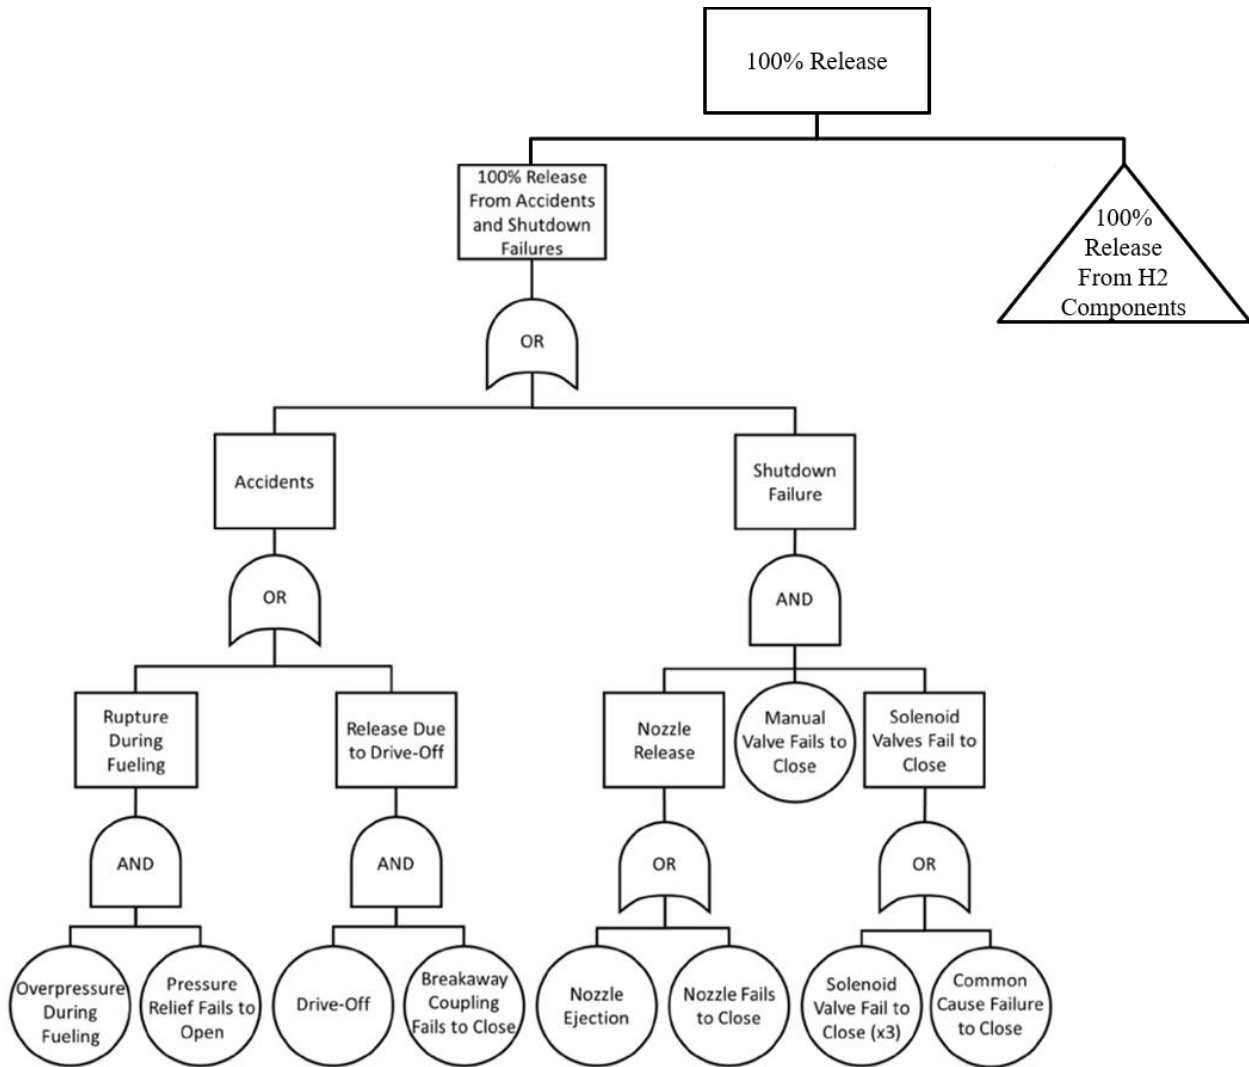 100% Release
100% Release
From Accidents
and Shutdown
Failures
100%
Release
From H2
Components
OR
Accidents
Shutdown
Failure
OR
AND
Rupture
During
Fueling
Release Due
to Drive-Off
Nozzle
Release
Manual
Valve Fails to
Close
Solenoid
Valves Fail to
Close
AND
AND
OR
OR
Overpressure
During
Fueling
Pressure
Relief Fails to
Open
Drive-Off
Breakaway
Coupling
Fails to Close
Nozzle
Ejection
Nozzle Fails
to Close
Solenoid
Valve Fail to
Close (x3)
Common
Cause Failure
to Close